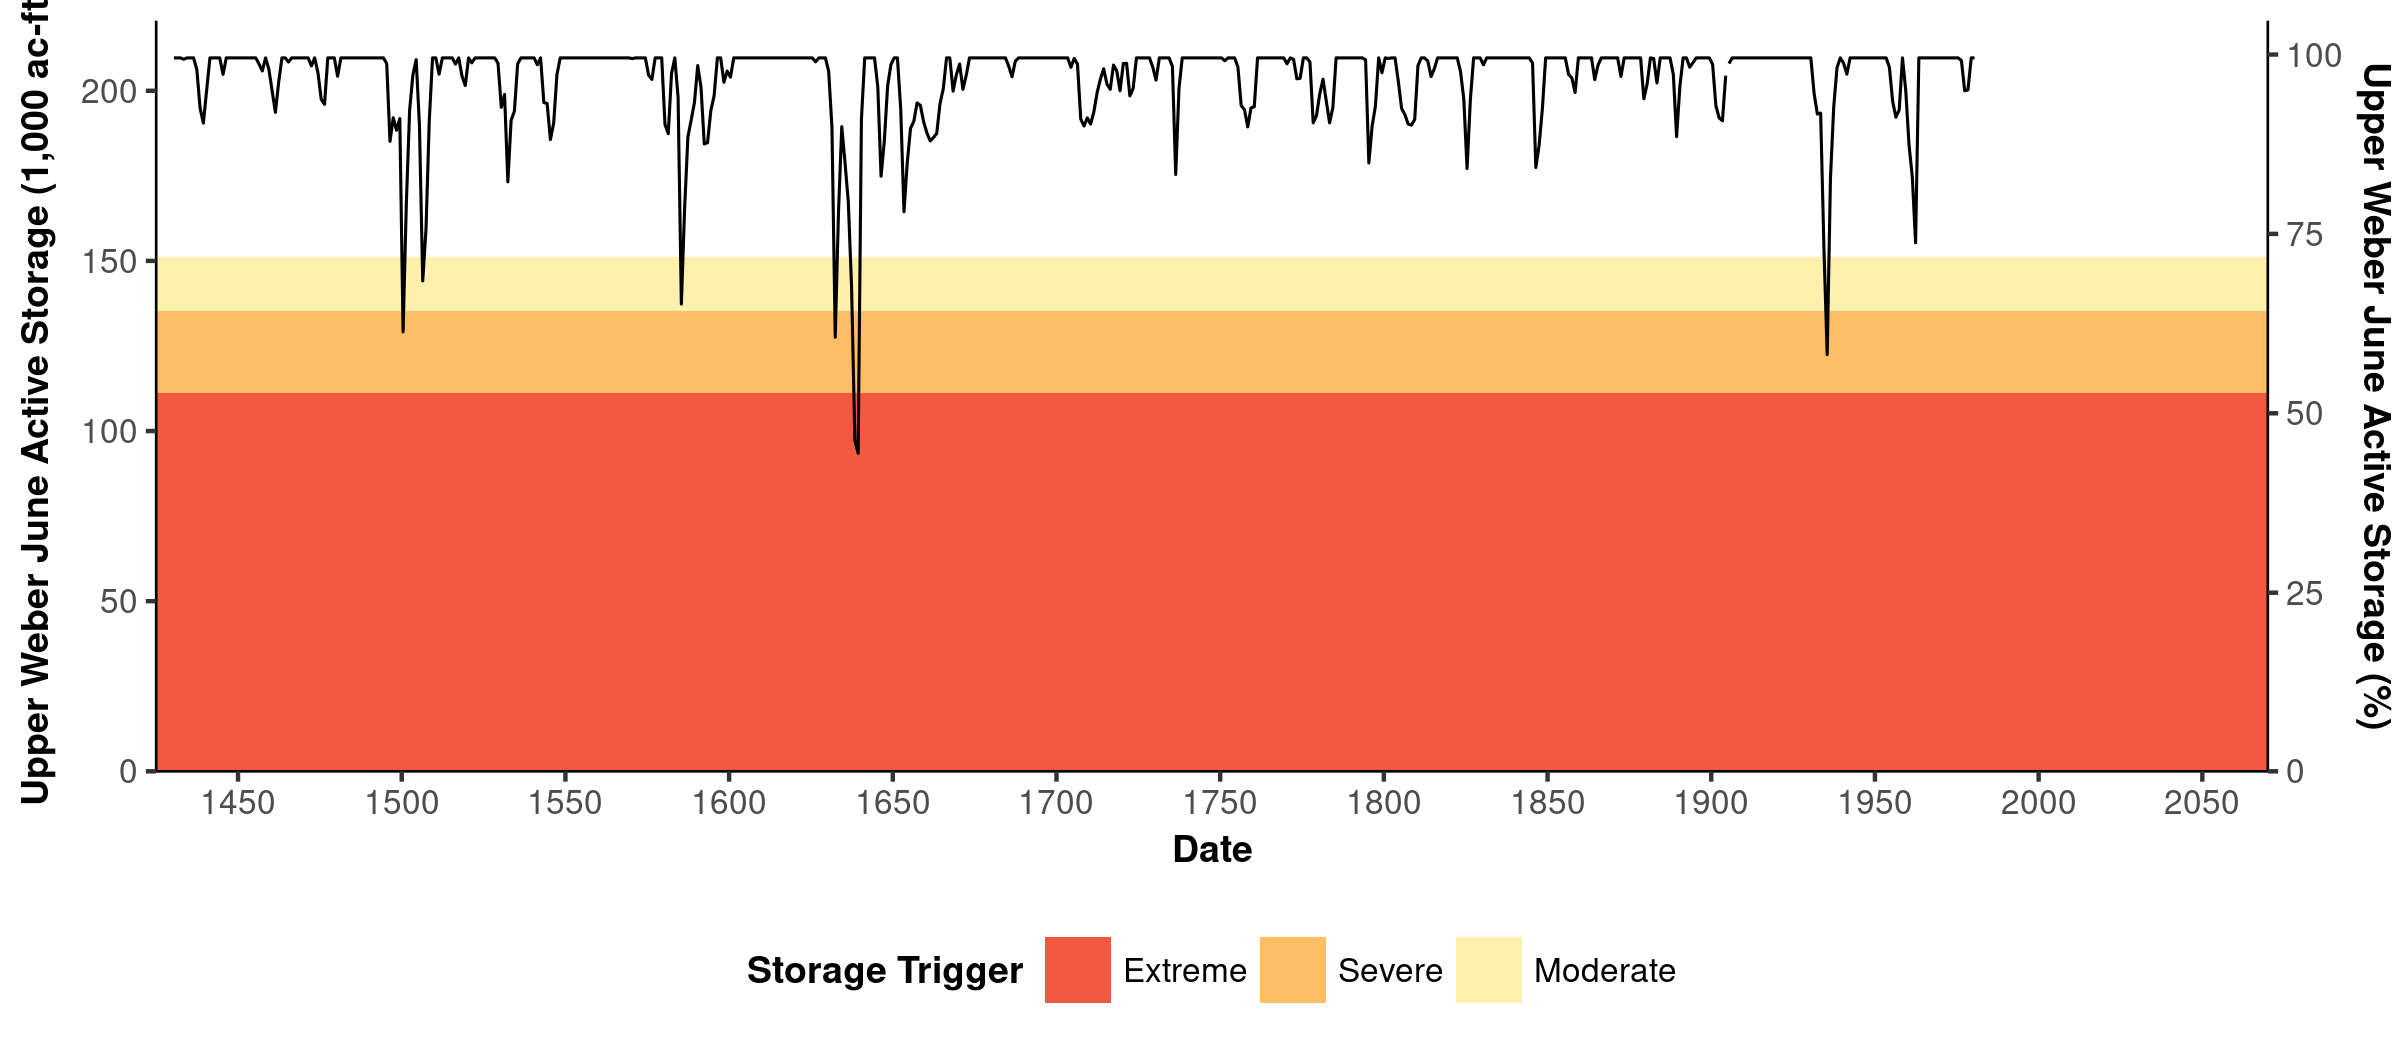 Upper Weber June Active Storage (1,000 ac-ft
200
150
100
50
0
100
75
50
25
0
Upper Weber June Active Storage (%)
1450 1500 1550 1600 1650 1700 1750 1800 1850 1900 1950 2000 2050
Date
Storage Trigger Extreme Severe Moderate